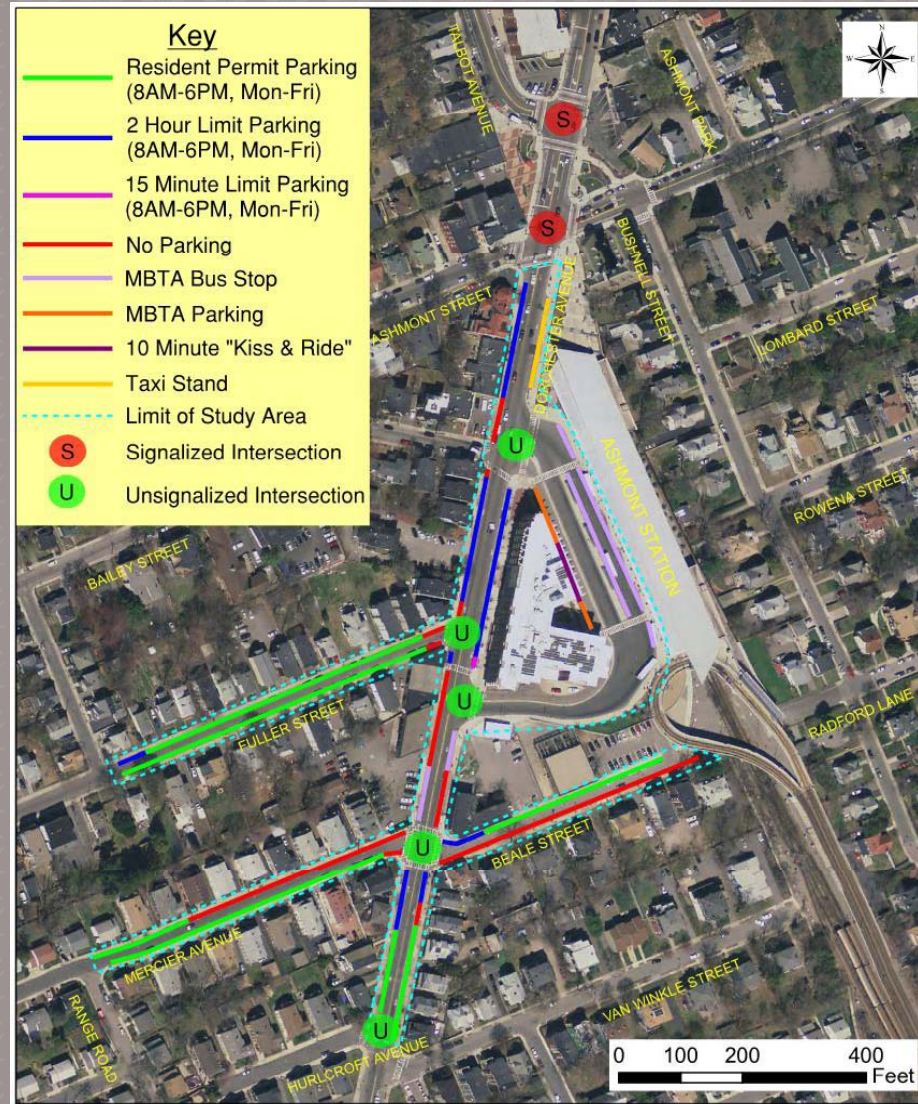 Key
Resident Permit Parking
(8AM-6PM, Mon-Fri)
2 Hour Limit Parking
(8AM-6PM, Mon-Fri)
15 Minute Limit Parking
(8AM-6PM, Mon-Fri)
No Parking
MBTA Bus Stop
MBTA Parking
10 Minute "Kiss & Ride"
Taxi Stand
Limit of Study Area
S
Signalized Intersection
U
Unsignalized Intersection
N
W
E
S
TALBOT AVENUE
ASHMONT PARK
S
S
BUSHNELL STREET
ASHMONT STREET
DORCHESTER AVENUE
LOMBARD STREET
U
ASHMONT STATION
ROWENA STREET
BAILEY STREET
U
U
FULLER STREET
RADFORD LANE
U
BEALE STREET
MERCIER AVENUE
RANGE ROAD
VAN WINKLE STREET
U
HURLCROFT AVENUE
0 100 200 400
Feet